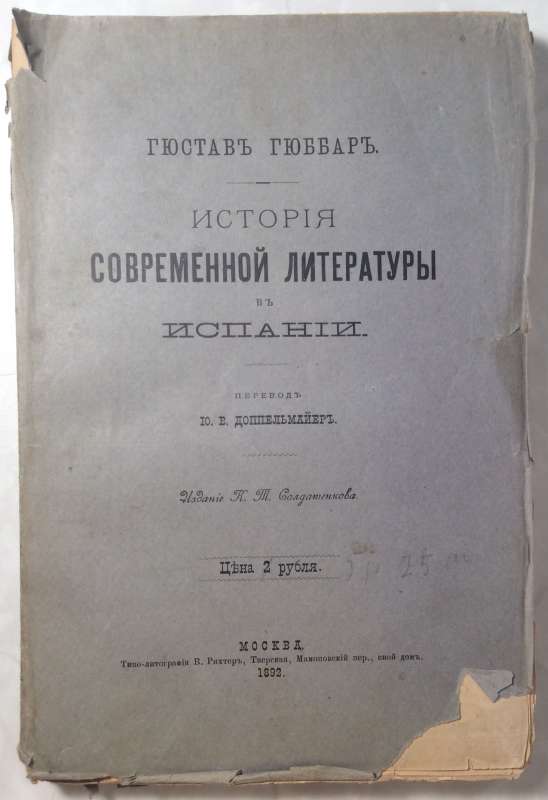 ГЮСТАВЪ ГЮББАРЪ.
ИСТОРІЯ
СОВРЕМЕННОЙ ЛИТЕРАТУРЫ
ВЪ
ИСПАНІИ.
ПЕРЕВОДЪ
Ю. В. ДОППЕЛЬМАЙЕРЪ.
Изданіе К. Т. Солдатенкова.
Цѣна 2 рубля.
МОСКВА.
Типо-литографія В. Рихтеръ, Тверская, Мамоновскій пер., свой домъ.
1892.